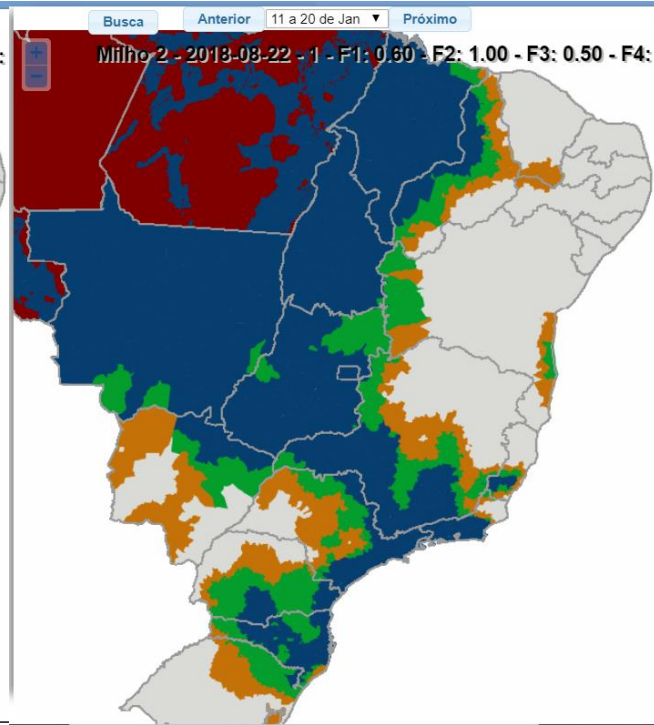 Busca
Anterior
11 a 20 de Jan
Próximo
:
+
−
Milho 2 - 2018-08-22 - 1 - F1: 0.60 - F2: 1.00 - F3: 0.50 - F4: